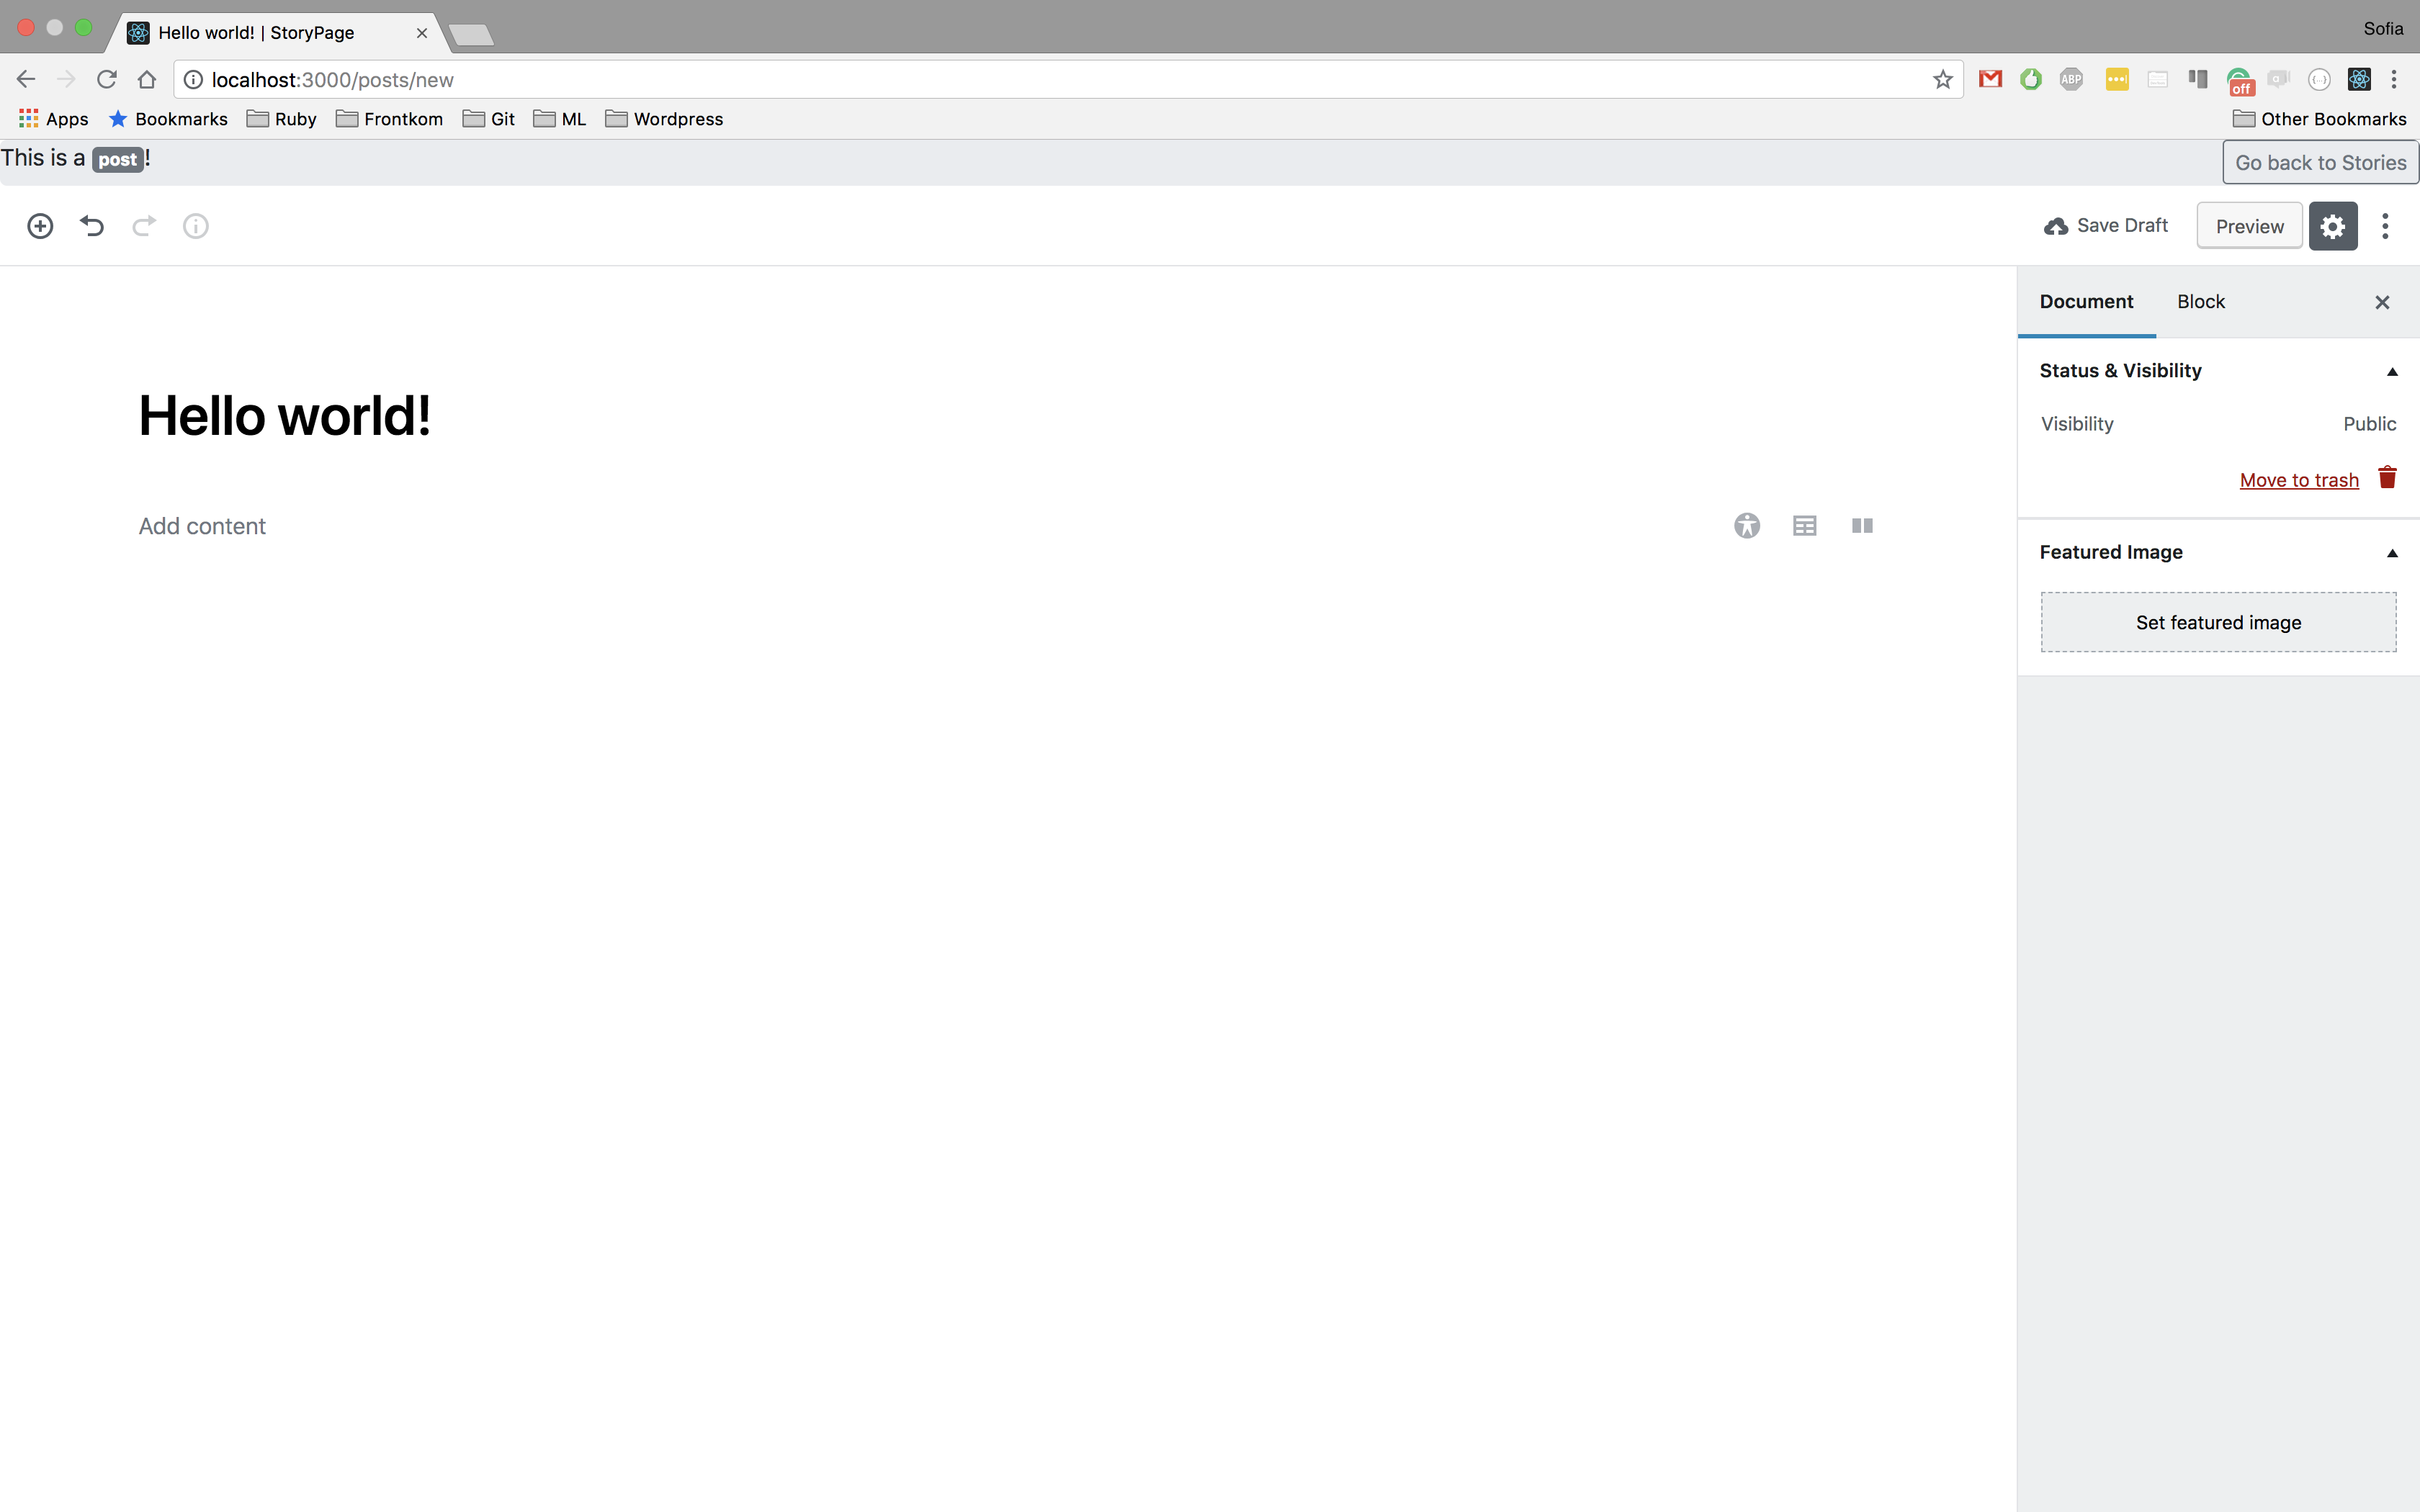 Hello world! | StoryPage
Sofia
localhost:3000/posts/new
ABP
off
Apps Bookmarks Ruby Frontkom Git ML Wordpress Other Bookmarks
This is a post!
Go back to Stories
Save Draft Preview
Document Block
Status & Visibility
Visibility Public
Move to trash
Hello world!
Add content
Featured Image
Set featured image